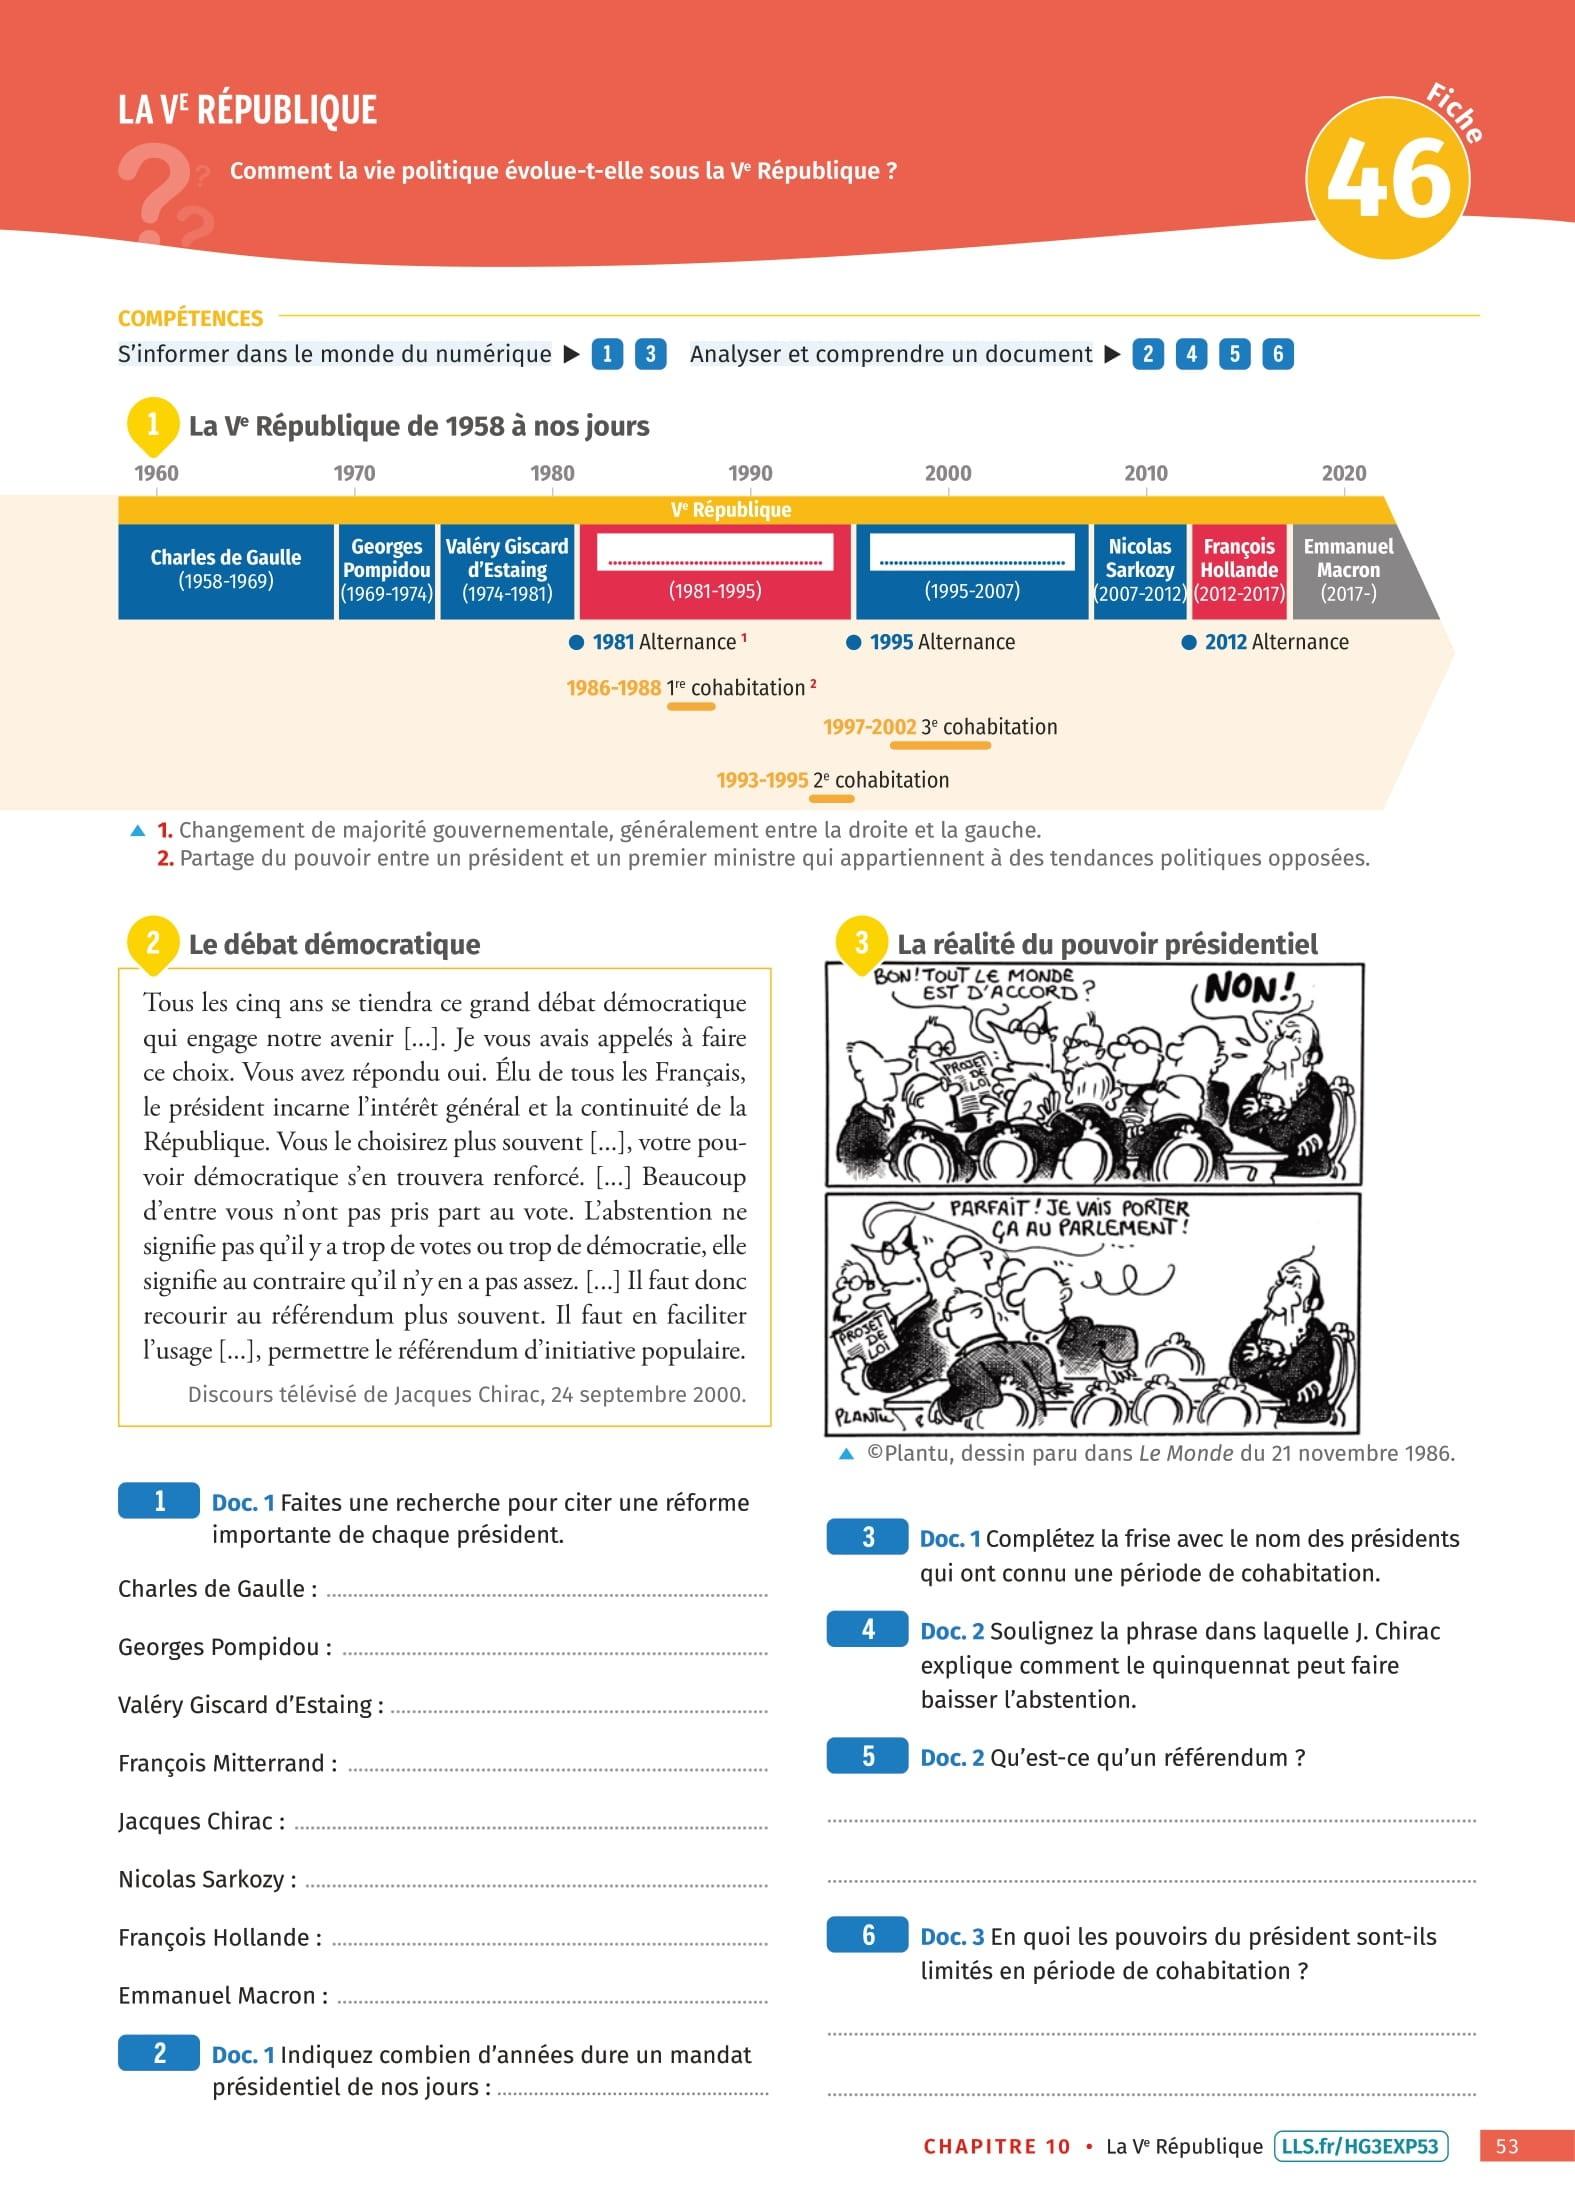 LA VE RÉPUBLIQUE
Comment la vie politique évolue-t-elle sous la Ve République ?
Fiche
46
COMPÉTENCES
S'informer dans le monde du numérique ▶ 1 3 Analyser et comprendre un document ▶ 2 4 5 6
1 La Ve République de 1958 à nos jours
1960 1970 1980 1990 2000 2010 2020
Ve République
Charles de Gaulle
(1958-1969)
Georges
Pompidou
(1969-1974)
Valéry Giscard
d'Estaing
(1974-1981)
(1981-1995)
(1995-2007)
Nicolas
Sarkozy
(2007-2012)
François
Hollande
(2012-2017)
Emmanuel
Macron
(2017-)
1981 Alternance 1
1995 Alternance
2012 Alternance
1986-1988 1re cohabitation 2
1997-2002 3e cohabitation
1993-1995 2e cohabitation
1. Changement de majorité gouvernementale, généralement entre la droite et la gauche.
2. Partage du pouvoir entre un président et un premier ministre qui appartiennent à des tendances politiques opposées.
2 Le débat démocratique
Tous les cinq ans se tiendra ce grand débat démocratique
qui engage notre avenir [...]. Je vous avais appelés à faire
ce choix. Vous avez répondu oui. Élu de tous les Français,
le président incarne l'intérêt général et la continuité de la
République. Vous le choisirez plus souvent [...], votre pou-
voir démocratique s'en trouvera renforcé. [...] Beaucoup
d'entre vous n'ont pas pris part au vote. L'abstention ne
signifie pas qu'il y a trop de votes ou trop de démocratie, elle
signifie au contraire qu'il n'y en a pas assez. [...] Il faut donc
recourir au référendum plus souvent. Il faut en faciliter
l'usage [...], permettre le référendum d'initiative populaire.
Discours télévisé de Jacques Chirac, 24 septembre 2000.
3 La réalité du pouvoir présidentiel
BON! TOUT LE MONDE
EST D'ACCORD?
NON!
PROJET
DE
LOI
PARFAIT! JE VAIS PORTER
ÇA AU PARLEMENT!
PROJET
DE
LOI
PLANTU
©Plantu, dessin paru dans Le Monde du 21 novembre 1986.
1 Doc. 1 Faites une recherche pour citer une réforme
importante de chaque président.
Charles de Gaulle :
Georges Pompidou :
Valéry Giscard d'Estaing :
François Mitterrand :
Jacques Chirac :
Nicolas Sarkozy :
François Hollande :
Emmanuel Macron :
2 Doc. 1 Indiquez combien d'années dure un mandat
présidentiel de nos jours :
3 Doc. 1 Complétez la frise avec le nom des présidents
qui ont connu une période de cohabitation.
4 Doc. 2 Soulignez la phrase dans laquelle J. Chirac
explique comment le quinquennat peut faire
baisser l'abstention.
5 Doc. 2 Qu'est-ce qu'un référendum ?
6 Doc. 3 En quoi les pouvoirs du président sont-ils
limités en période de cohabitation ?
CHAPITRE 10 • La Ve République LLS.fr/HG3EXP53 53